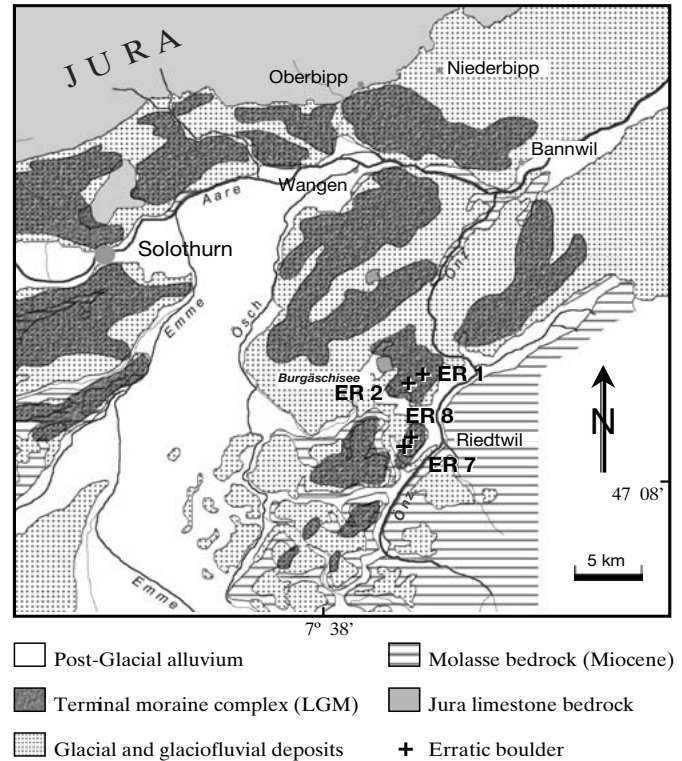 JURA
Oberbipp
Niederbipp
Bannwil
Wangen
Aare
Solothurn
Önz
Emme
Ösch
Burgäschisee
ER 1
ER 2
ER 8
Riedtwil
ER 7
N
47 08'
Önz
5 km
Emme
7° 38'
Post-Glacial alluvium
Molasse bedrock (Miocene)
Terminal moraine complex (LGM)
Jura limestone bedrock
Glacial and glaciofluvial deposits
Erratic boulder